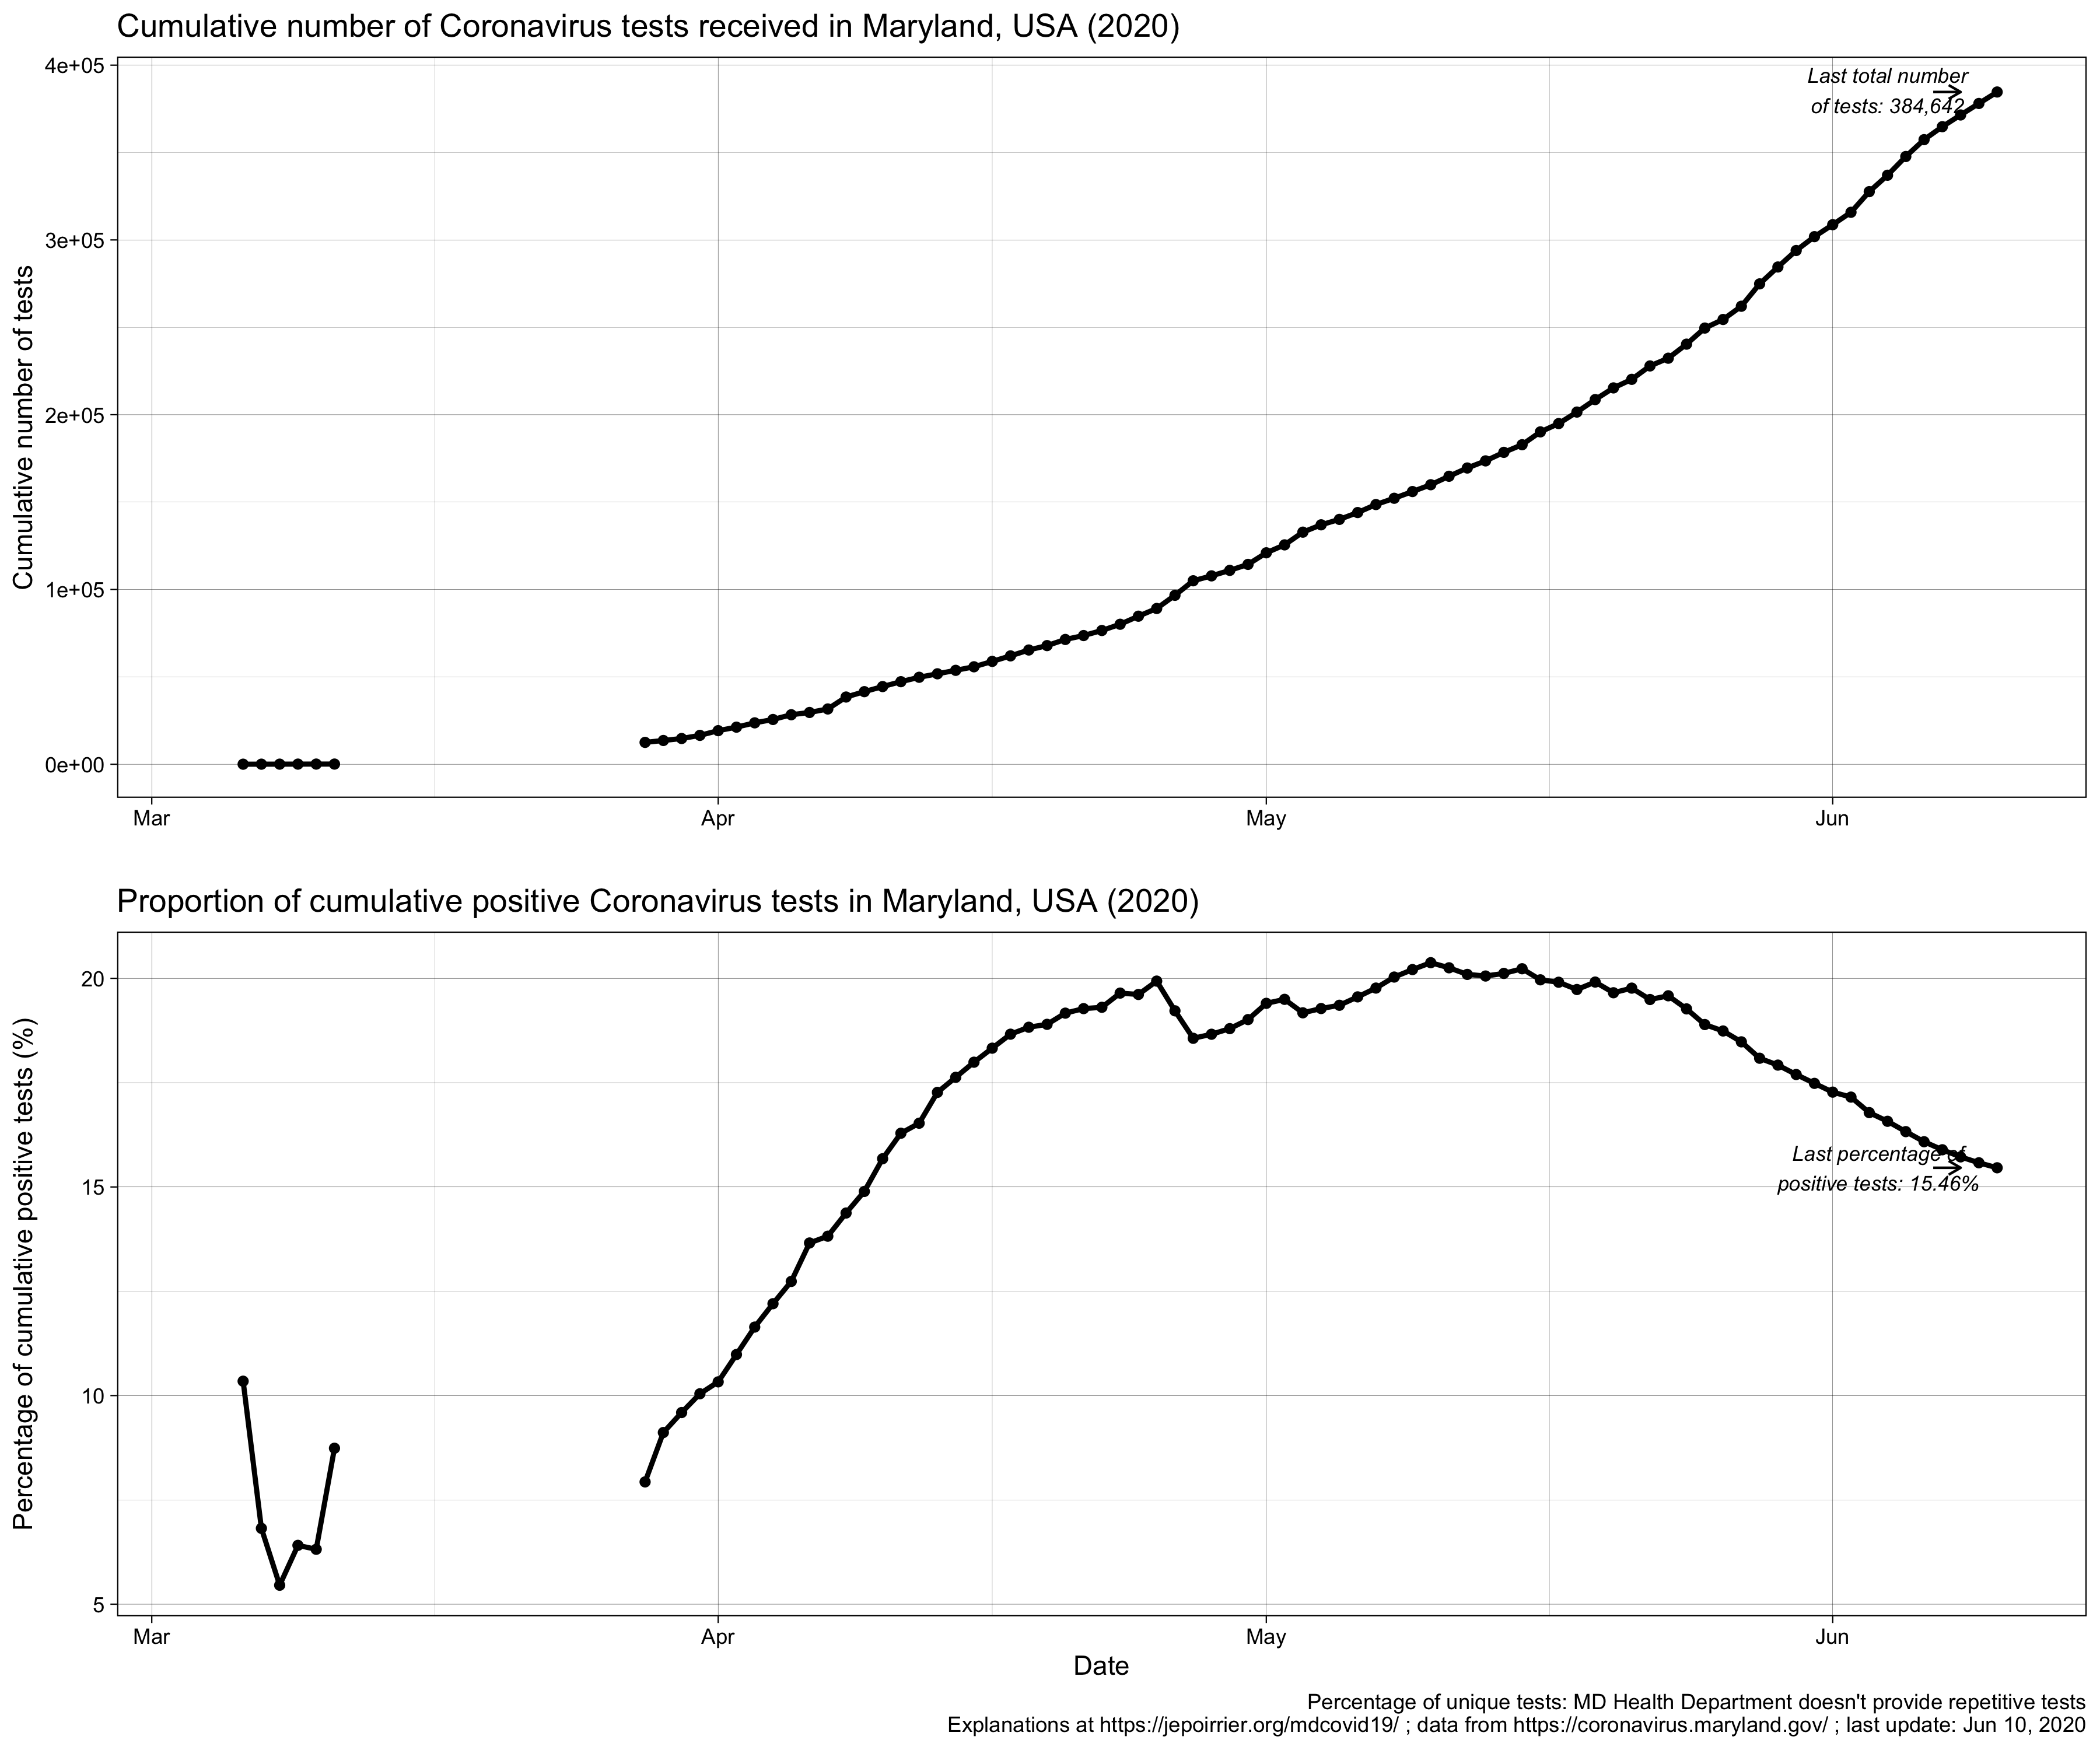 Cumulative number of Coronavirus tests received in Maryland, USA (2020)
Cumulative number of tests
4e+05
3e+05
2e+05
1e+05
0e+00
Last total number
of tests: 384,642
Mar
Apr
May
Jun
Proportion of cumulative positive Coronavirus tests in Maryland, USA (2020)
Percentage of cumulative positive tests (%)
20
15
10
5
Last percentage of
positive tests: 15.46%
Mar
Apr
May
Jun
Date
Percentage of unique tests: MD Health Department doesn't provide repetitive tests
Explanations at https://jepoirrier.org/mdcovid19/ ; data from https://coronavirus.maryland.gov/ ; last update: Jun 10, 2020